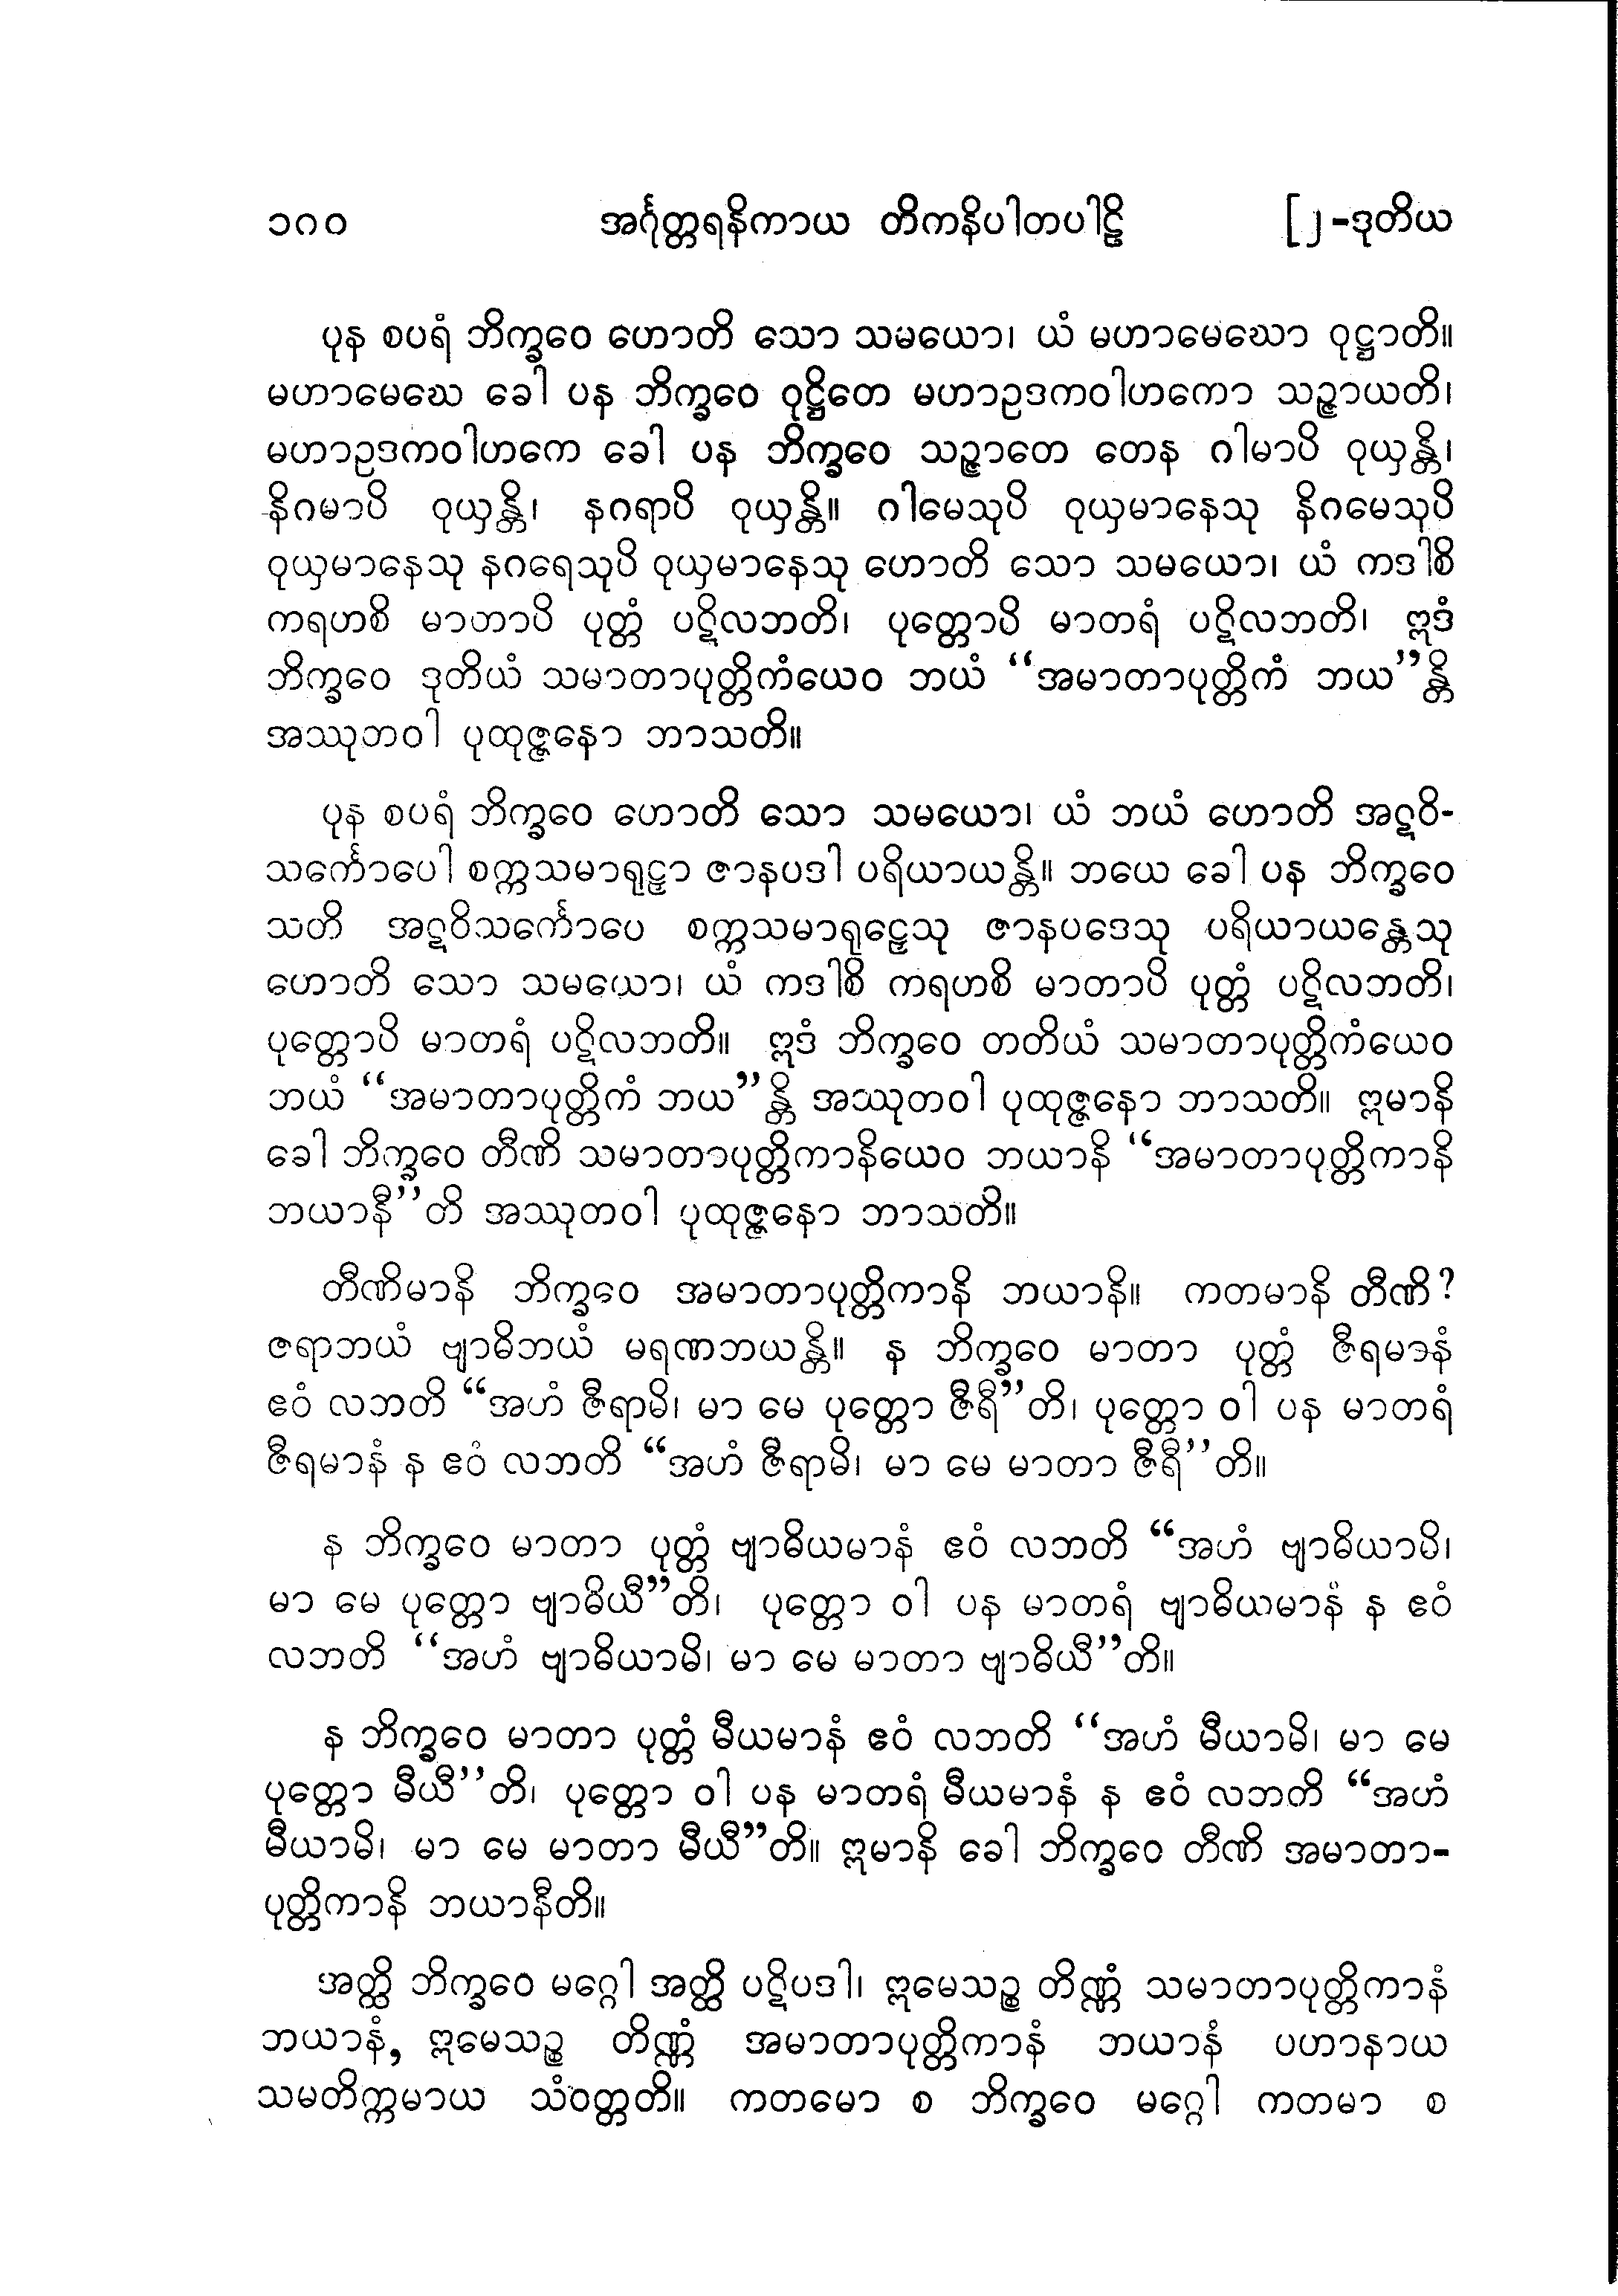 ၁၈၀ အင်္ဂုတ္တရနိကာယ တိကနိပါတပါဠိ [၂-ဒုတိယ
ပုန စပရံ ဘိက္ခဝေ ဟောတိ သော သမယော၊ ယံ မဟာမေဃော ဝုဋ္ဌာတိ။
မဟာမေဃေ ခေါ ပန ဘိက္ခဝေ ဝုဋ္ဌိတေ မဟာဥဒကဝါဟကော သဉ္ဇာယတိ၊
မဟာဥဒကဝါဟကေ ခေါ ပန ဘိက္ခဝေ သဉ္ဇာတေ တေန ဂါမာပိ ဝုယှန္တိ၊
နိဂမာပိ ဝုယှန္တိ၊ နဂရာပိ ဝုယှန္တိ။ ဂါမေသုပိ ဝုယှမာနေသု နိဂမေသုပိ
ဝုယှမာနေသု နဂရေသုပိ ဝုယှမာနေသု ဟောတိ သော သမယော၊ ယံ ကဒါစိ
ကရဟစိ မာတာပိ ပုတ္တံ ပဋိလဘတိ၊ ပုတ္တောပိ မာတရံ ပဋိလဘတိ၊ ဣဒံ
ဘိက္ခဝေ ဒုတိယံ သမာတာပုတ္တိကံယေဝ ဘယံ “အမာတာပုတ္တိကံ ဘယ”န္တိ
အဿုတဝါ ပုထုဇ္ဇနော ဘာသတိ။
ပုန စပရံ ဘိက္ခဝေ ဟောတိ သော သမယော၊ ယံ ဘယံ ဟောတိ အဋဝိ-
သင်္ကောပေါ စက္ကသမာရုဠှာ ဇာနပဒါ ပရိယာယန္တိ။ ဘယေ ခေါ ပန ဘိက္ခဝေ
သတိ အဋဝိသင်္ကောပေ စက္ကသမာရုဠှေသု ဇာနပဒေသု ပရိယာယန္တေသု
ဟောတိ သော သမယော၊ ယံ ကဒါစိ ကရဟစိ မာတာပိ ပုတ္တံ ပဋိလဘတိ၊
ပုတ္တောပိ မာတရံ ပဋိလဘတိ။ ဣဒံ ဘိက္ခဝေ တတိယံ သမာတာပုတ္တိကံယေဝ
ဘယံ “အမာတာပုတ္တိကံ ဘယ”န္တိ အဿုတဝါ ပုထုဇ္ဇနော ဘာသတိ။ ဣမာနိ
ခေါ ဘိက္ခဝေ တီဏိ သမာတာပုတ္တိကာနိယေဝ ဘယာနိ “အမာတာပုတ္တိကာနိ
ဘယာနီ”တိ အဿုတဝါ ပုထုဇ္ဇနော ဘာသတိ။
တီဏိမာနိ ဘိက္ခဝေ အမာတာပုတ္တိကာနိ ဘယာနိ။ ကတမာနိ တီဏိ?
ဇရာဘယံ ဗျာဓိဘယံ မရဏဘယန္တိ။ န ဘိက္ခဝေ မာတာ ပုတ္တံ ဇီရမာနံ
ဧဝံ လဘတိ “အဟံ ဇီရာမိ၊ မာ မေ ပုတ္တော ဇီရီ”တိ၊ ပုတ္တော ဝါ ပန မာတရံ
ဇီရမာနံ န ဧဝံ လဘတိ “အဟံ ဇီရာမိ၊ မာ မေ မာတာ ဇီရီ”တိ။
န ဘိက္ခဝေ မာတာ ပုတ္တံ ဗျာဓိယမာနံ ဧဝံ လဘတိ “အဟံ ဗျာဓိယာမိ၊
မာ မေ ပုတ္တော ဗျာဓိယီ”တိ၊ ပုတ္တော ဝါ ပန မာတရံ ဗျာဓိယမာနံ န ဧဝံ
လဘတိ “အဟံ ဗျာဓိယာမိ၊ မာ မေ မာတာ ဗျာဓိယီ”တိ။
န ဘိက္ခဝေ မာတာ ပုတ္တံ မီယမာနံ ဧဝံ လဘတိ “အဟံ မီယာမိ၊ မာ မေ
ပုတ္တော မီယီ”တိ၊ ပုတ္တော ဝါ ပန မာတရံ မီယမာနံ န ဧဝံ လဘတိ “အဟံ
မီယာမိ၊ မာ မေ မာတာ မီယီ”တိ။ ဣမာနိ ခေါ ဘိက္ခဝေ တီဏိ အမာတာ-
ပုတ္တိကာနိ ဘယာနီတိ။
အတ္ထိ ဘိက္ခဝေ မဂ္ဂေါ အတ္ထိ ပဋိပဒါ၊ ဣမေသဉ္စ တိဏ္ဏံ သမာတာပုတ္တိကာနံ
ဘယာနံ, ဣမေသဉ္စ တိဏ္ဏံ အမာတာပုတ္တိကာနံ ဘယာနံ ပဟာနာယ
သမတိက္ကမာယ သံဝတ္တတိ။ ကတမော စ ဘိက္ခဝေ မဂ္ဂေါ ကတမာ စ